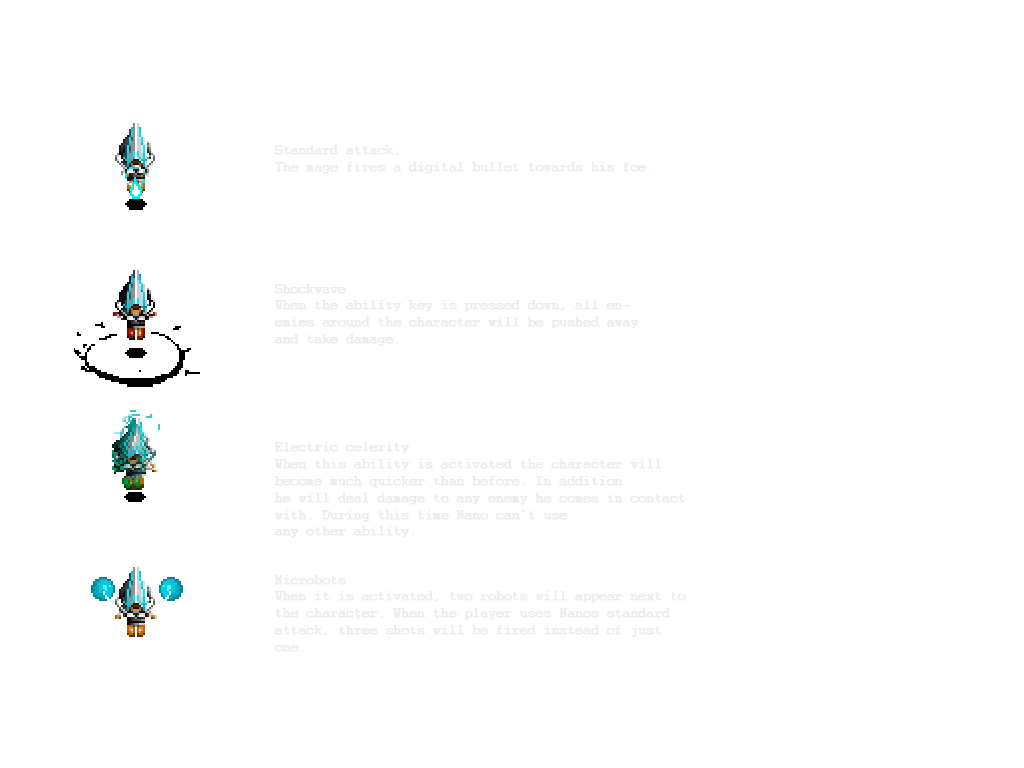 Standard attack:
The mage fires a digital bullet towards his foe.
Shockwave
When the ability key is pressed down, all en-
emies around the character will be pushed away
and take damage.
Electric celerity
When this ability is activated the character will
become much quicker than before. In addition
he will deal damage to any enemy he comes in contact
with. During this time Nano can't use
any other ability.
Microbots
When it is activated, two robots will appear next to
the character. When the player uses Nanos standard
attack, three shots will be fired instead of just
one.